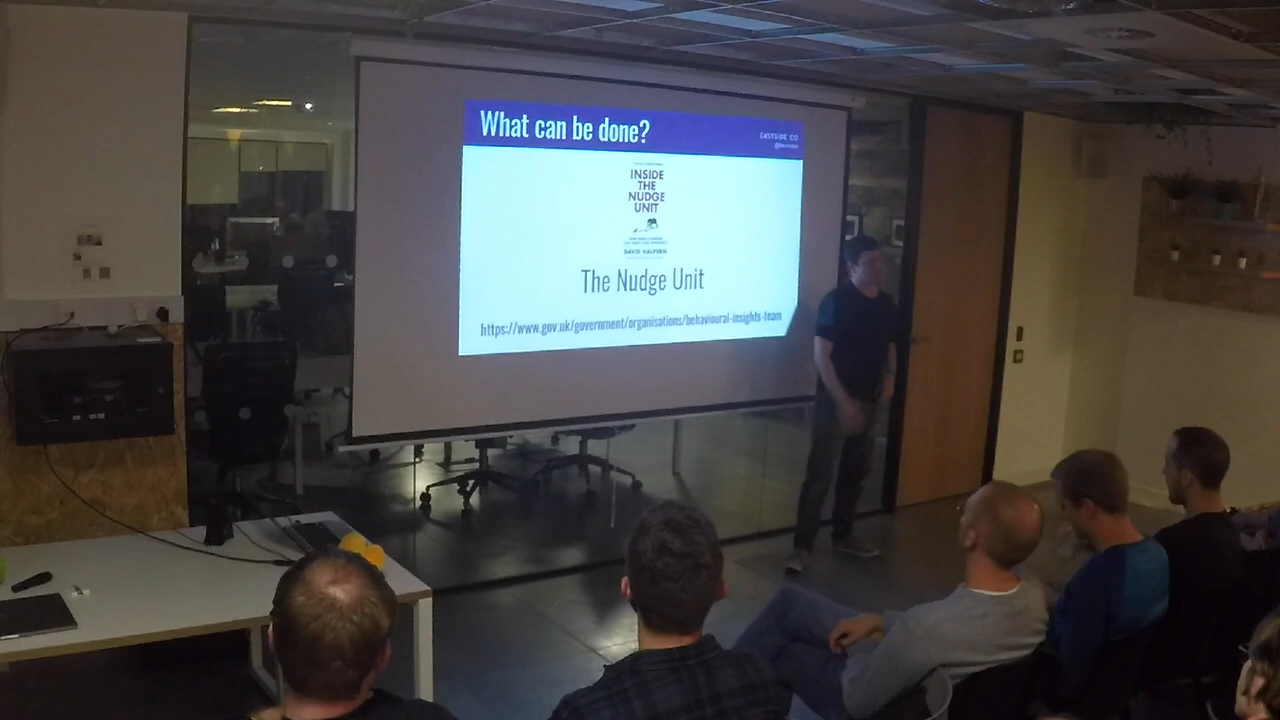 What can be done?
EASTSIDE CO
INSIDE
THE
NUDGE
UNIT
DAVID HALPERN
The Nudge Unit
https://www.gov.uk/government/organisations/behavioural-insights-team